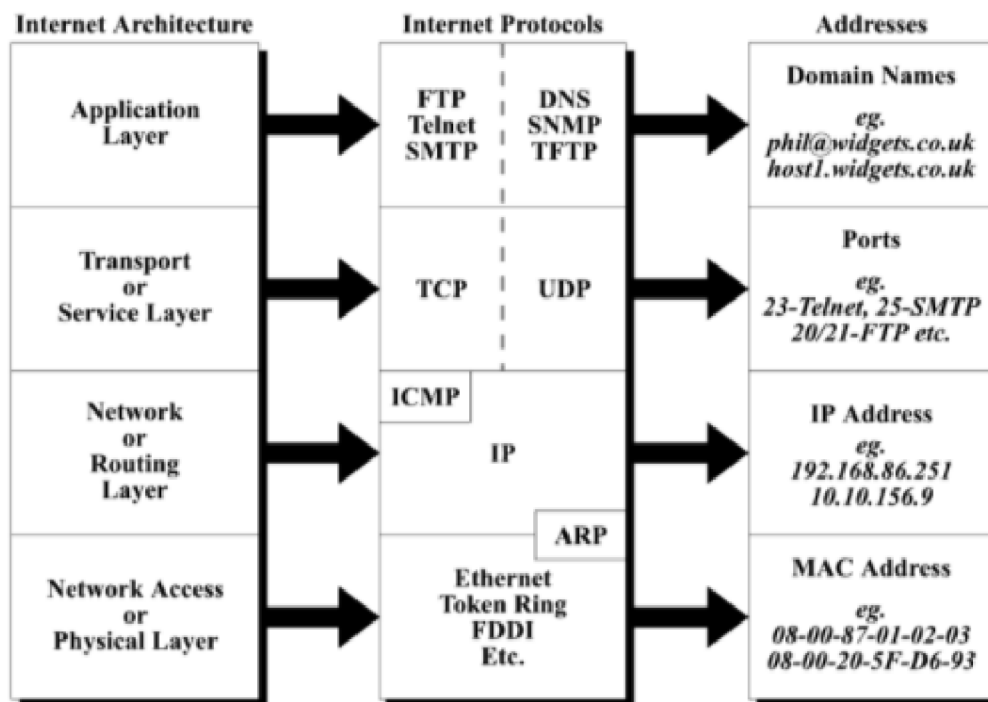 Internet Architecture
Internet Protocols
Addresses
Application
Layer
FTP
Telnet
SMTP
DNS
SNMP
TFTP
Domain Names
eg.
phil@widgets.co.uk
host1.widgets.co.uk
Transport
or
Service Layer
TCP
UDP
Ports
eg.
23-Telnet, 25-SMTP
20/21-FTP etc.
Network
or
Routing
Layer
ICMP
IP
IP Address
eg.
192.168.86.251
10.10.156.9
Network Access
or
Physical Layer
ARP
Ethernet
Token Ring
FDDI
Etc.
MAC Address
eg.
08-00-87-01-02-03
08-00-20-5F-D6-93